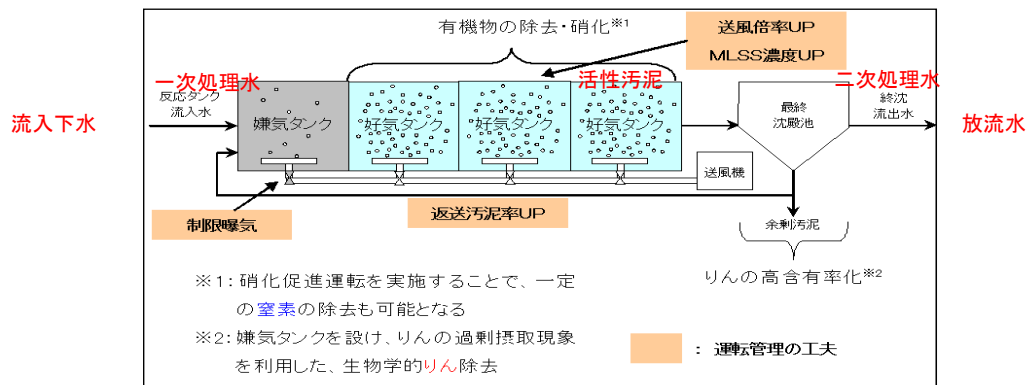 有機物の除去・硝化※1
送風倍率UP
MLSS濃度UP
一次処理水
活性汚泥
二次処理水
反応タンク
流入水
流入下水
嫌気タンク
好気タンク
好気タンク
好気タンク
最終
沈殿池
終沈
流出水
放流水
送風機
制限曝気
返送汚泥率UP
余剰汚泥
りんの高含有率化※2
※1:硝化促進運転を実施することで、一定
の窒素の除去も可能となる
※2:嫌気タンクを設け、りんの過剰摂取現象
を利用した、生物学的りん除去
:運転管理の工夫